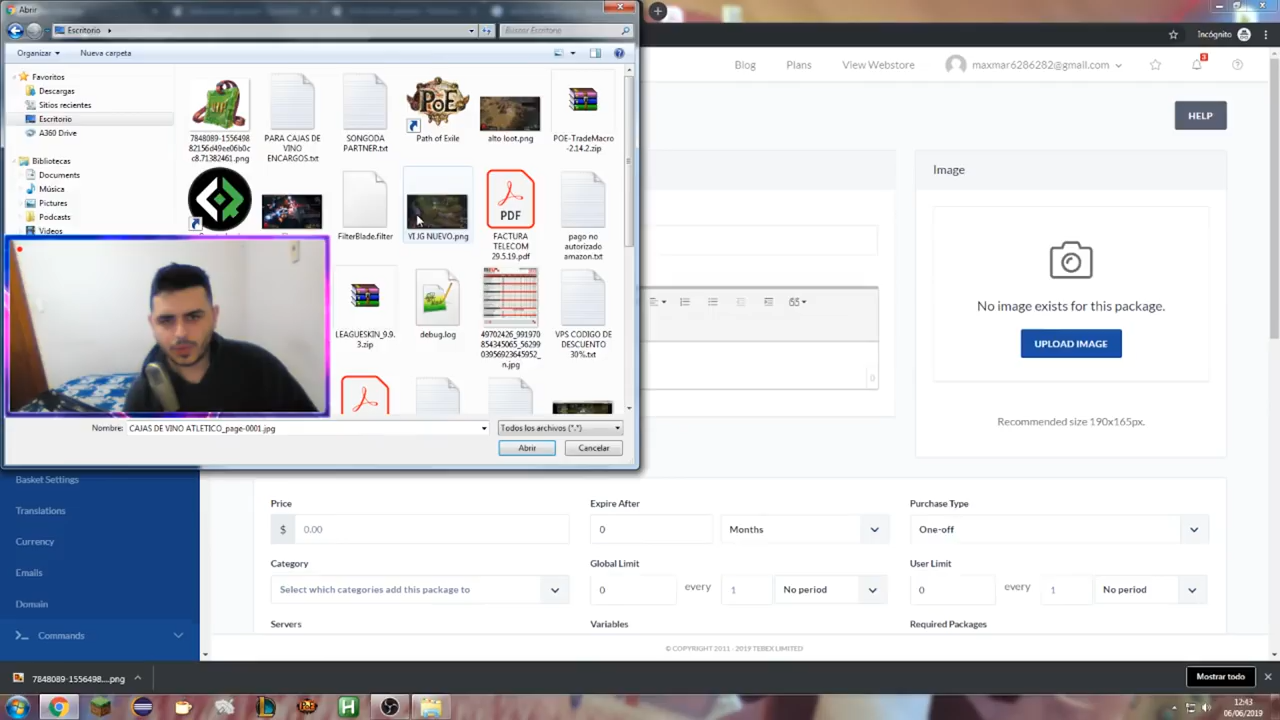 Abrir
Escritorio
Buscar Escritorio
Incógnito
Organizar
Nueva carpeta
Favoritos
Descargas
Sitios recientes
Escritorio
A360 Drive
Bibliotecas
Documents
Música
Pictures
Podcasts
Videos
7848089-1556498
82156d49ee06b0c
c8.71382461.png
PARA CAJAS DE
VINO
ENCARGOS.txt
SONGODA
PARTNER.txt
Path of Exile
alto loot.png
POE-TradeMacro
-2.14.2.zip
FilterBlade.filter
YI JG NUEVO.png
PDF
FACTURA
TELECOM
29.5.19.pdf
pago no
autorizado
amazon.txt
LEAGUESKIN_9.9.
3.zip
debug.log
49702426_991970
854345065_56299
03956923645952_
n.jpg
VPS CODIGO DE
DESCUENTO
30%.txt
Nombre:
CAJAS DE VINO ATLETICO_page-0001.jpg
Todos los archivos (*.*)
Abrir
Cancelar
Blog
Plans
View Webstore
maxmar6286282@gmail.com
3
HELP
Image
No image exists for this package.
UPLOAD IMAGE
Recommended size 190x165px.
0
Basket Settings
Translations
Currency
Emails
Domain
Commands
Price
$ 0.00
Expire After
0
Months
Purchase Type
One-off
Category
Select which categories add this package to
Global Limit
0 every 1 No period
User Limit
0 every 1 No period
Servers
Variables
Required Packages
© COPYRIGHT 2011 - 2019 TEBEX LIMITED
7848089-1556498....png
Mostrar todo
12:43
06/06/2019